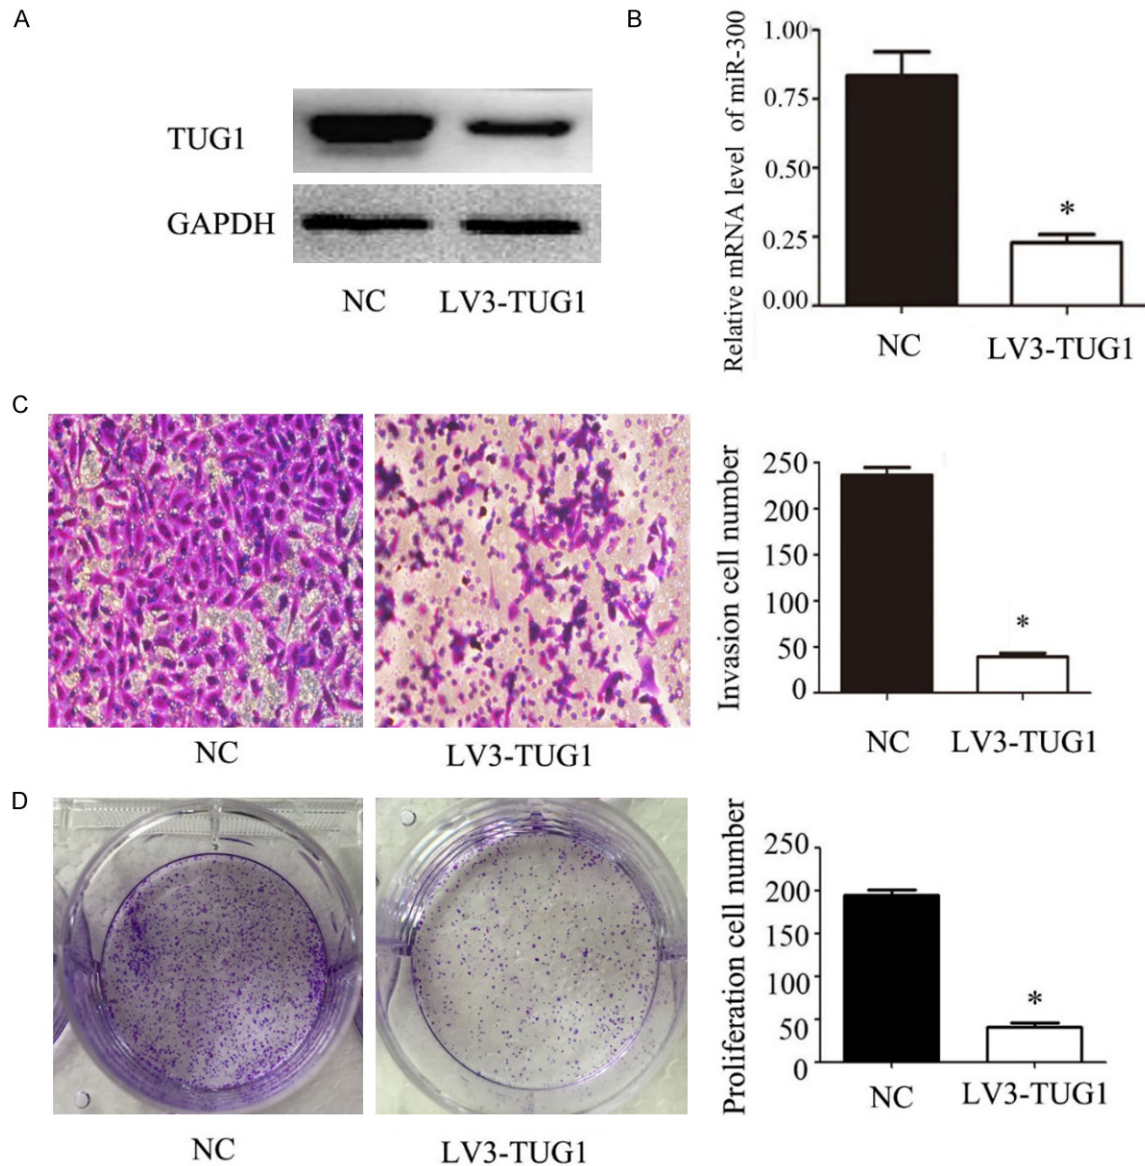 A
TUG1
GAPDH
NC LV3-TUG1
B
Relative mRNA level of miR-300
1.00
0.75
0.50
0.25
0.00
*
NC LV3-TUG1
C
NC LV3-TUG1
Invasion cell number
250
200
150
100
50
0
*
NC LV3-TUG1
D
NC LV3-TUG1
Proliferation cell number
250
200
150
100
50
0
*
NC LV3-TUG1